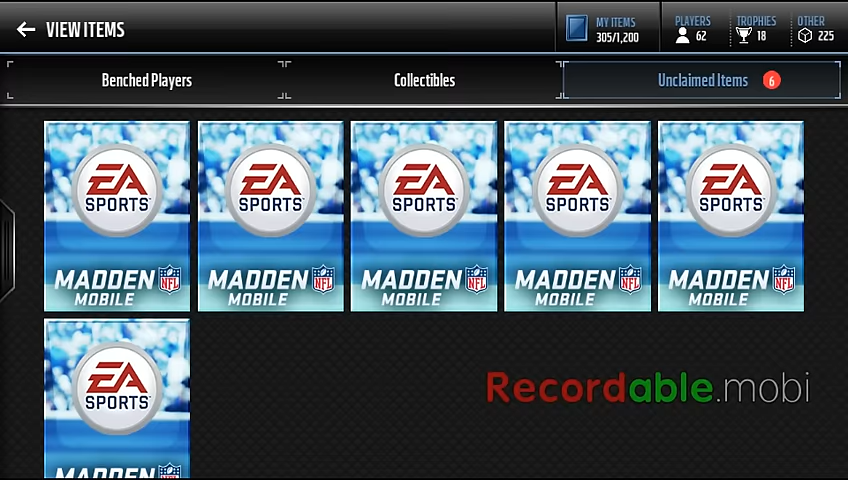 VIEW ITEMS
MY ITEMS
305/1,200
PLAYERS
62
TROPHIES
18
OTHER
225
Benched Players
Collectibles
Unclaimed Items 6
EA
SPORTS
MADDEN
MOBILE
NFL
EA
SPORTS
MADDEN
MOBILE
NFL
EA
SPORTS
MADDEN
MOBILE
NFL
EA
SPORTS
MADDEN
MOBILE
NFL
EA
SPORTS
MADDEN
MOBILE
NFL
EA
SPORTS
MADDEN
NFL
Recordable.mobi